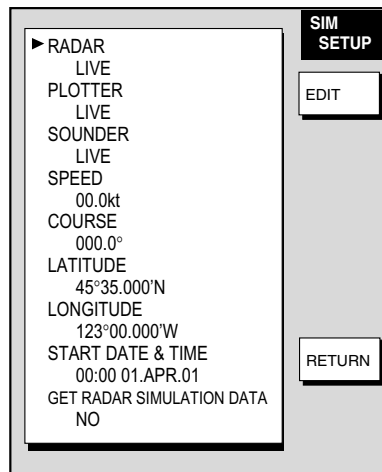 SIM
SETUP
RADAR
LIVE
PLOTTER
LIVE
SOUNDER
LIVE
SPEED
00.0kt
COURSE
000.0°
LATITUDE
45°35.000'N
LONGITUDE
123°00.000'W
START DATE & TIME
00:00 01.APR.01
GET RADAR SIMULATION DATA
NO
EDIT
RETURN